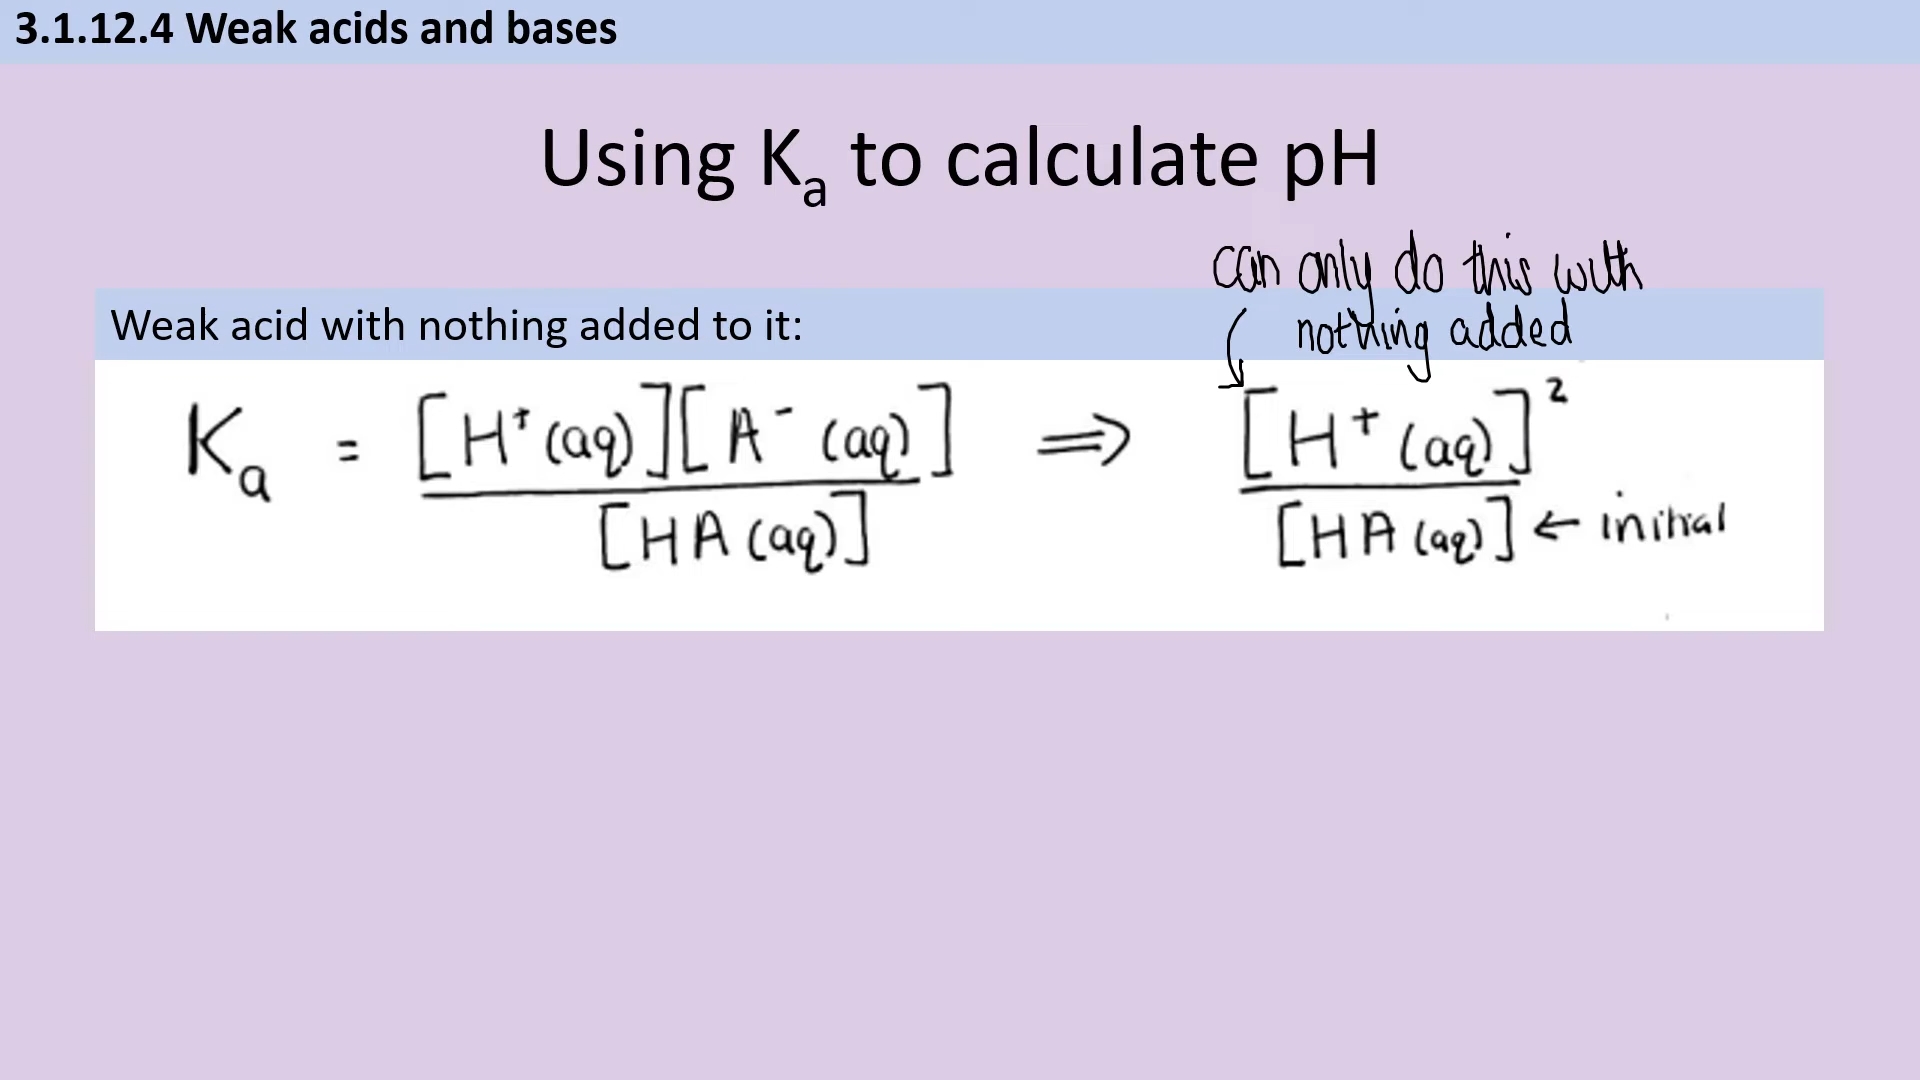 3.1.12.4 Weak acids and bases
Using Kₐ to calculate pH
can only do this with
nothing added
Weak acid with nothing added to it:
Kₐ = [H⁺(aq)][A⁻(aq)] / [HA(aq)] ⇒ [H⁺(aq)]² / [HA(aq)] ← initial